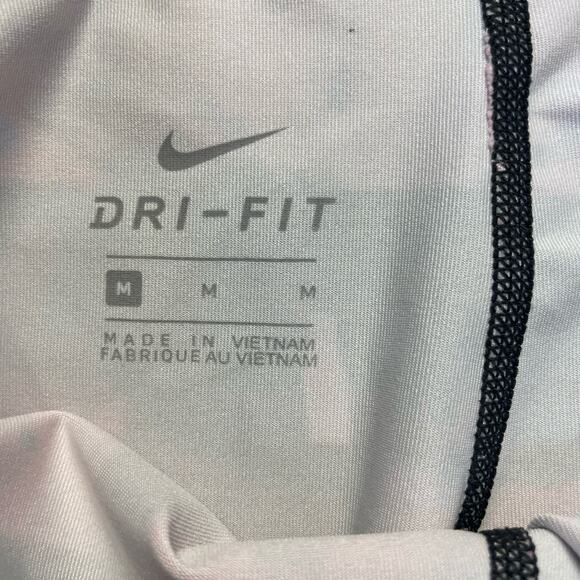 DRI-FIT
M M M
MADE IN VIETNAM
FABRIQUE AU VIETNAM